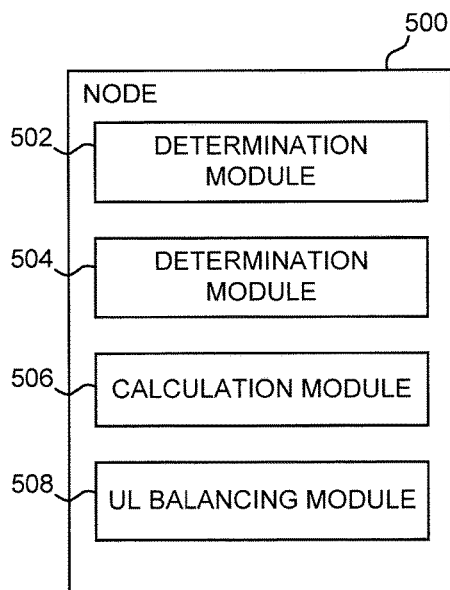 500
NODE
502
DETERMINATION
MODULE
504
DETERMINATION
MODULE
506
CALCULATION MODULE
508
UL BALANCING MODULE